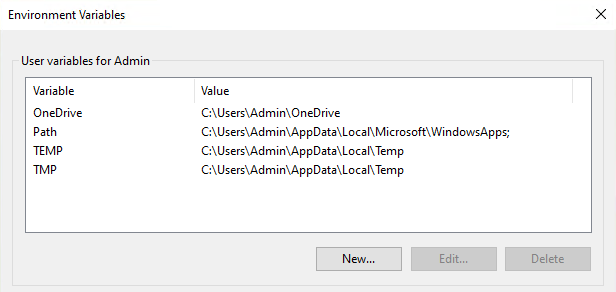 Environment Variables
User variables for Admin
Variable Value
OneDrive C:\Users\Admin\OneDrive
Path C:\Users\Admin\AppData\Local\Microsoft\WindowsApps;
TEMP C:\Users\Admin\AppData\Local\Temp
TMP C:\Users\Admin\AppData\Local\Temp
New... Edit... Delete